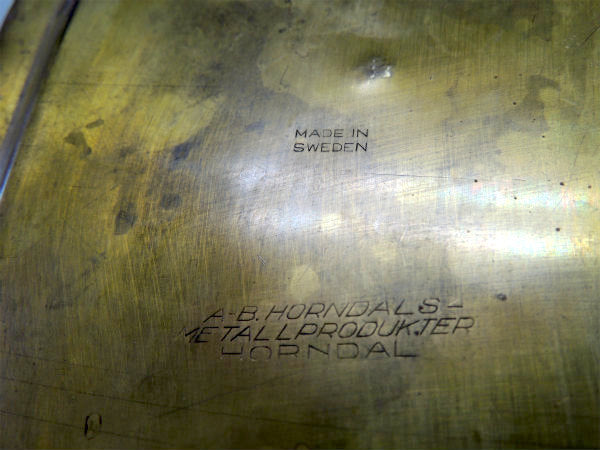 MADE IN
SWEDEN
A-B. HORNDALS-
METALLPRODUKTER
HORNDAL